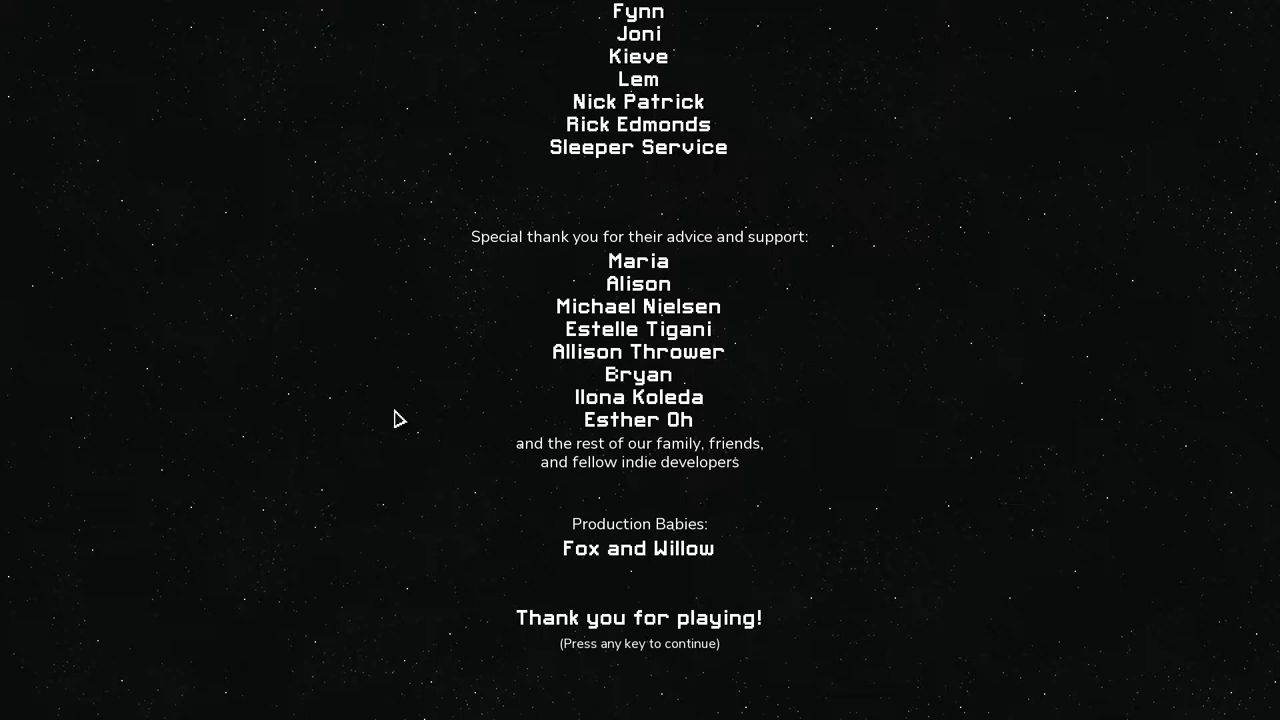 Fynn
Joni
Kieve
Lem
Nick Patrick
Rick Edmonds
Sleeper Service
Special thank you for their advice and support:
Maria
Alison
Michael Nielsen
Estelle Tigani
Allison Thrower
Bryan
Ilona Koleda
Esther Oh
and the rest of our family, friends,
and fellow indie developers
Production Babies:
Fox and Willow
Thank you for playing!
(Press any key to continue)